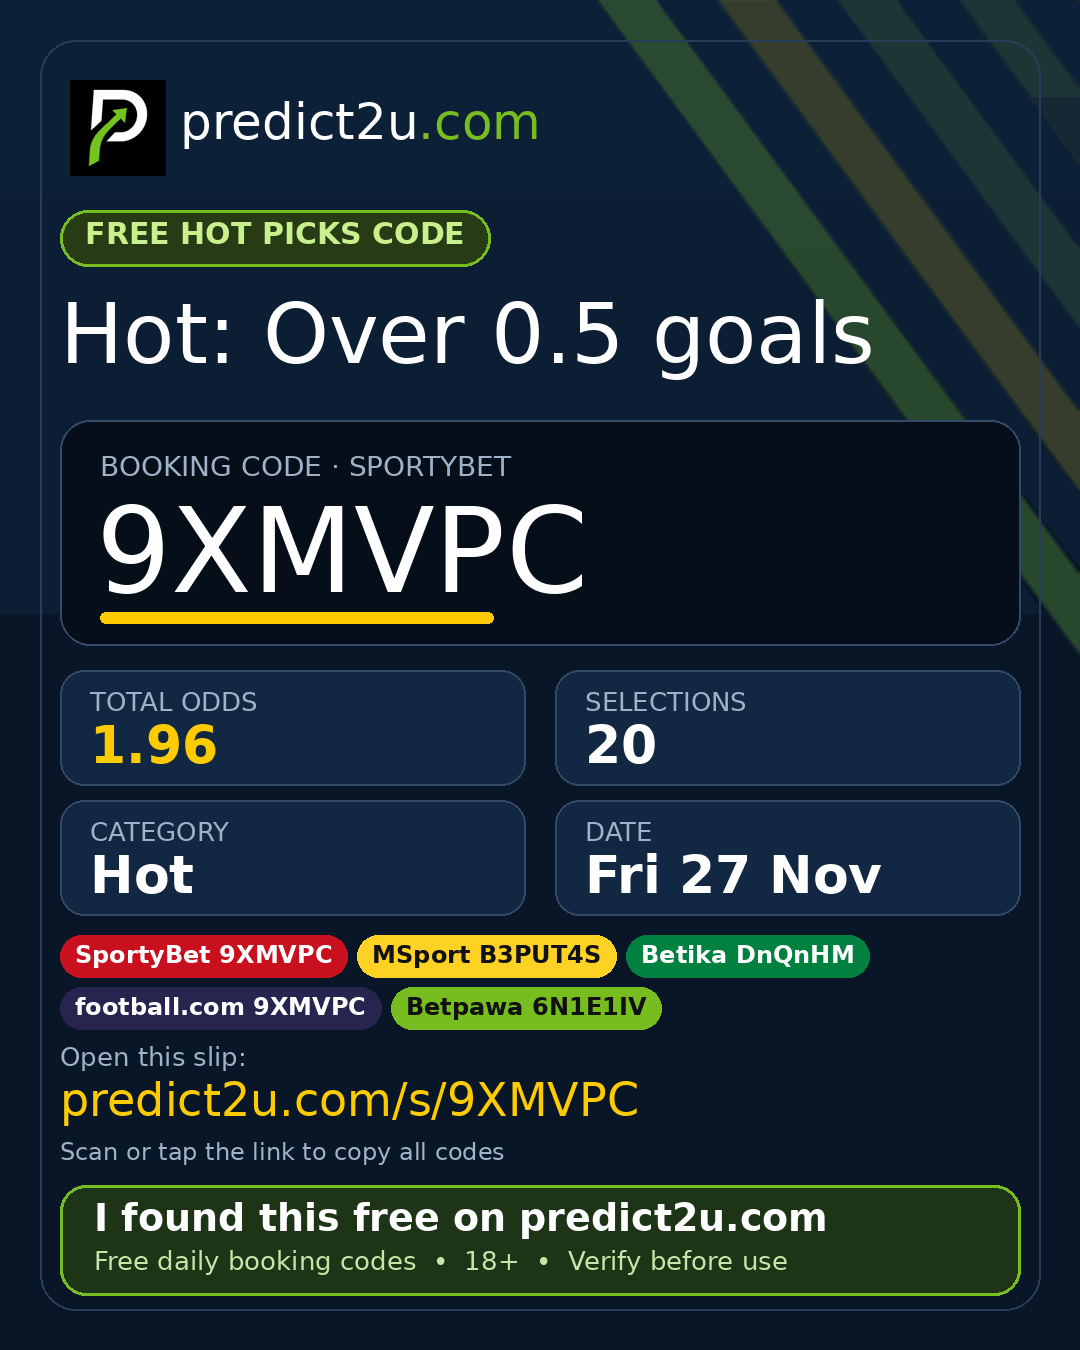 predict2u.com
FREE HOT PICKS CODE
Hot: Over 0.5 goals
BOOKING CODE · SPORTYBET
9XMVPC
TOTAL ODDS
1.96
SELECTIONS
20
CATEGORY
Hot
DATE
Fri 27 Nov
SportyBet 9XMVPC
MSport B3PUT4S
Betika DnQnHM
football.com 9XMVPC
Betpawa 6N1E1IV
Open this slip:
predict2u.com/s/9XMVPC
Scan or tap the link to copy all codes
I found this free on predict2u.com
Free daily booking codes • 18+ • Verify before use